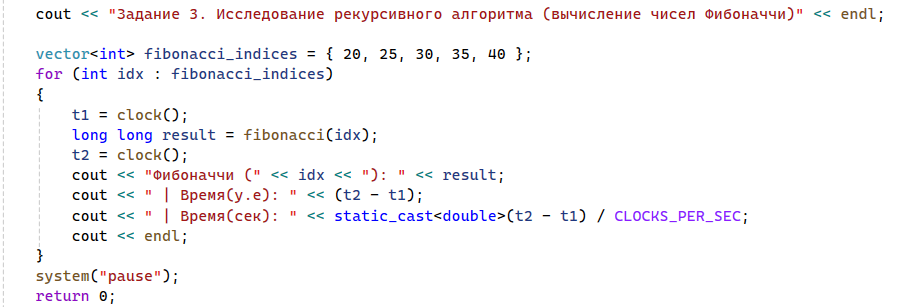 cout << "Задание 3. Исследование рекурсивного алгоритма (вычисление чисел Фибоначчи)" << endl;
vector<int> fibonacci_indices = { 20, 25, 30, 35, 40 };
for (int idx : fibonacci_indices)
{
t1 = clock();
long long result = fibonacci(idx);
t2 = clock();
cout << "Фибоначчи (" << idx << "): " << result;
cout << " | Время(у.е): " << (t2 - t1);
cout << " | Время(сек): " << static_cast<double>(t2 - t1) / CLOCKS_PER_SEC;
cout << endl;
}
system("pause");
return 0;